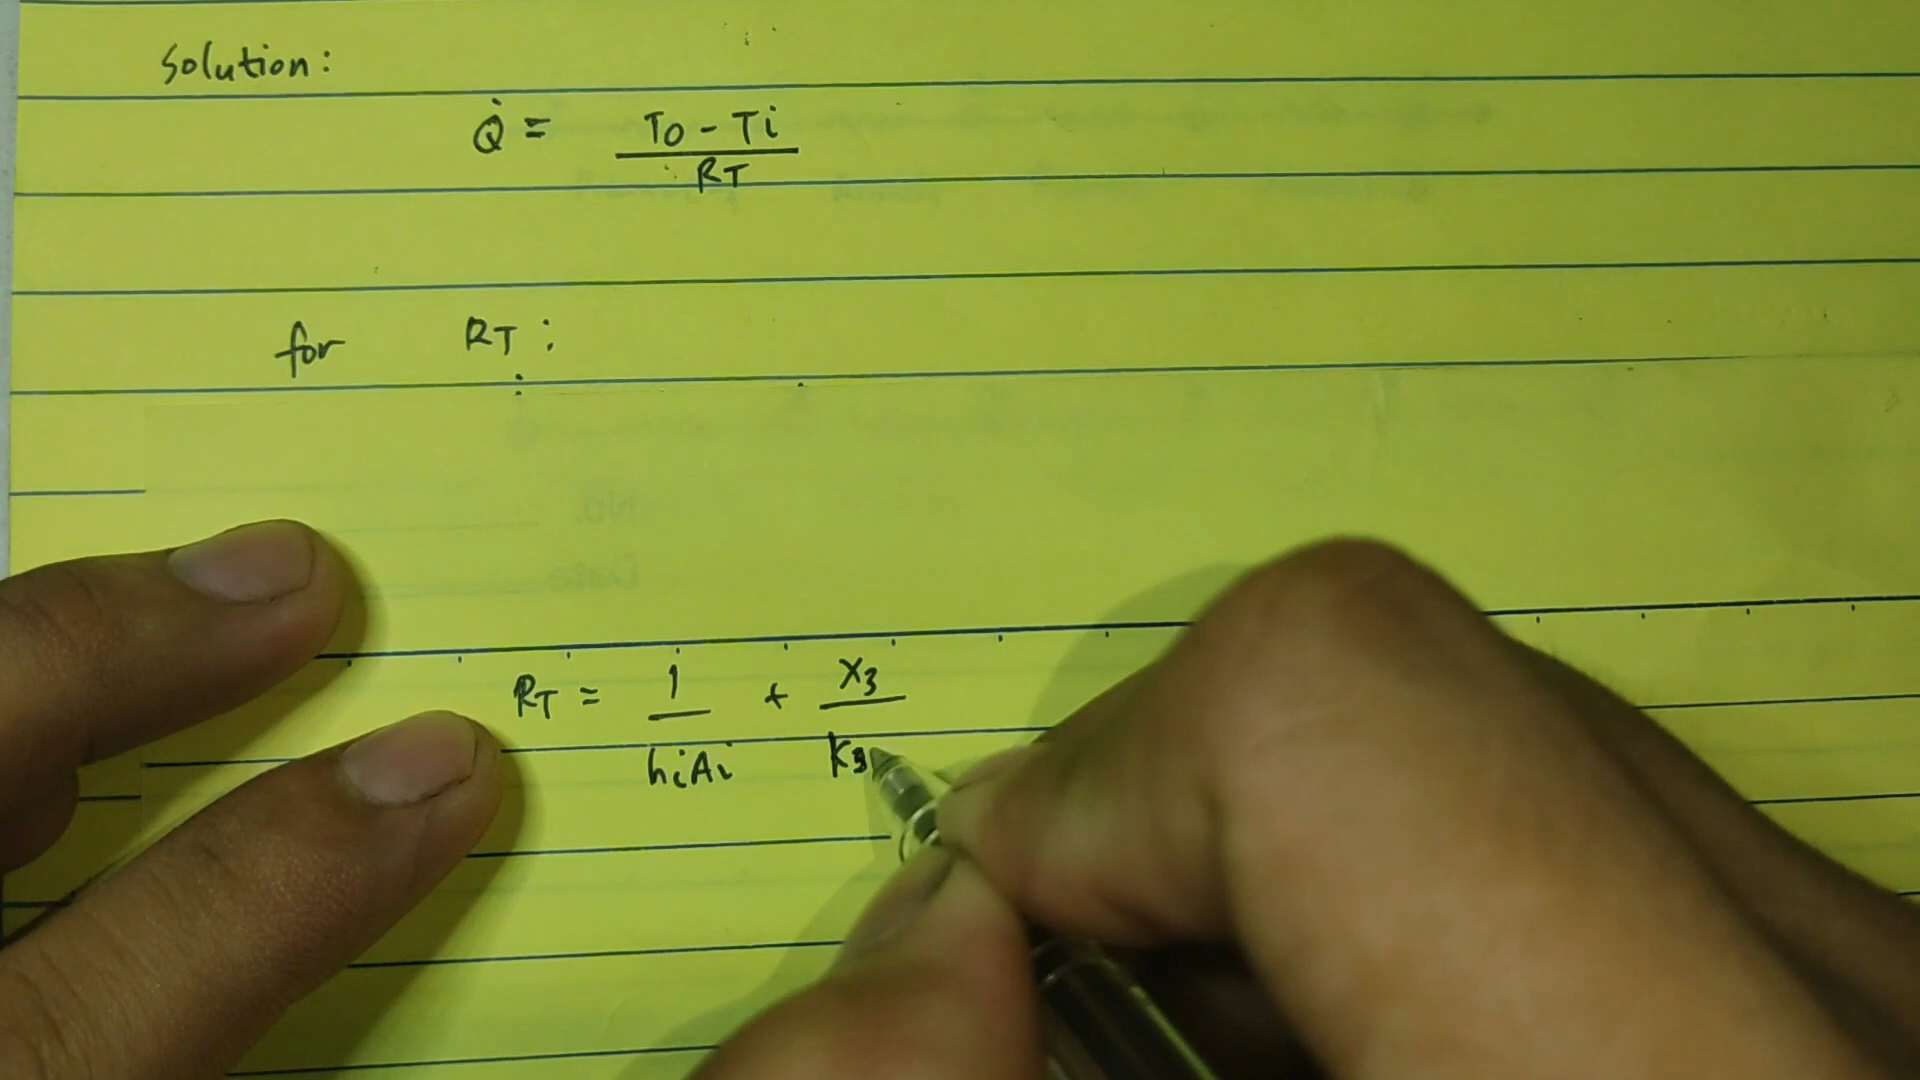 Solution:
Q̇ = To - Ti / RT
for RT:
RT = 1 / hiAi + x3 / k3